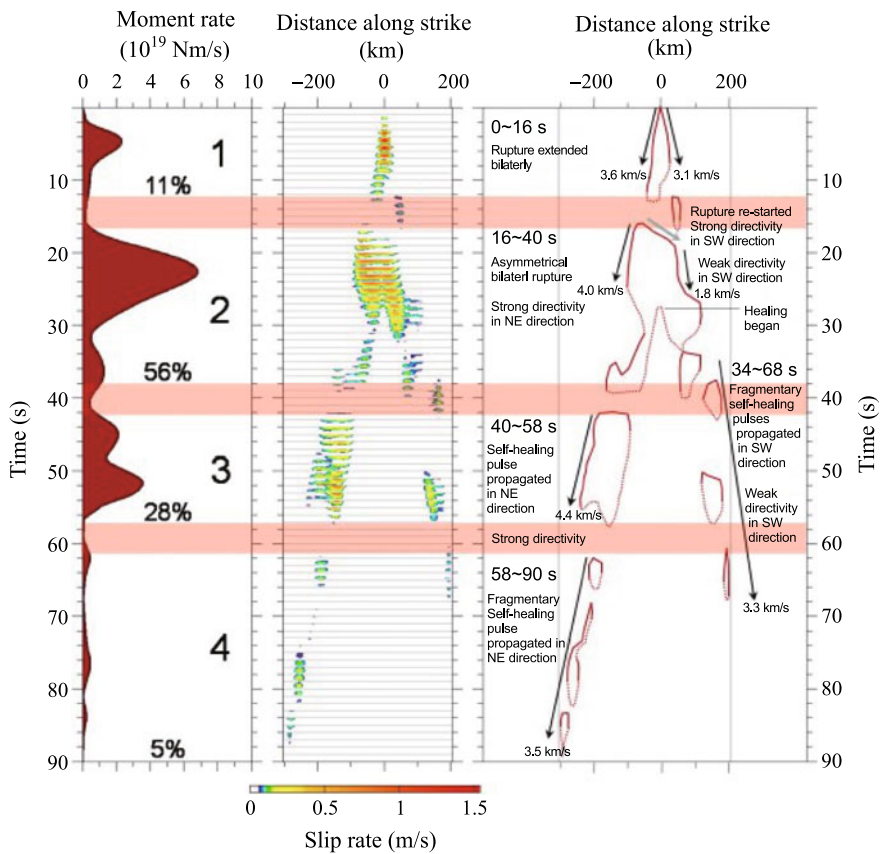 Moment rate
(10¹⁹ Nm/s)
0 2 4 6 8 10
Time (s)
10
20
30
40
50
60
70
80
90
1
11%
2
56%
3
28%
4
5%
Distance along strike
(km)
−200 0 200
0 0.5 1 1.5
Slip rate (m/s)
Distance along strike
(km)
−200 0 200
0~16 s
Rupture extended
bilaterly
3.6 km/s
3.1 km/s
Rupture re-started
Strong directivity
in SW direction
16~40 s
Asymmetrical
bilaterl rupture
Strong directivity
in NE direction
4.0 km/s
Weak directivity
in SW direction
1.8 km/s
Healing
began
34~68 s
Fragmentary
self-healing
pulses
propagated
in SW
direction
40~58 s
Self-healing
pulse
propagated
in NE
direction
4.4 km/s
Weak
directivity
in SW
direction
Strong directivity
58~90 s
Fragmentary
Self-healing
pulse
propagated in
NE direction
3.3 km/s
3.5 km/s
10
20
30
40
50
60
70
80
90
Time (s)